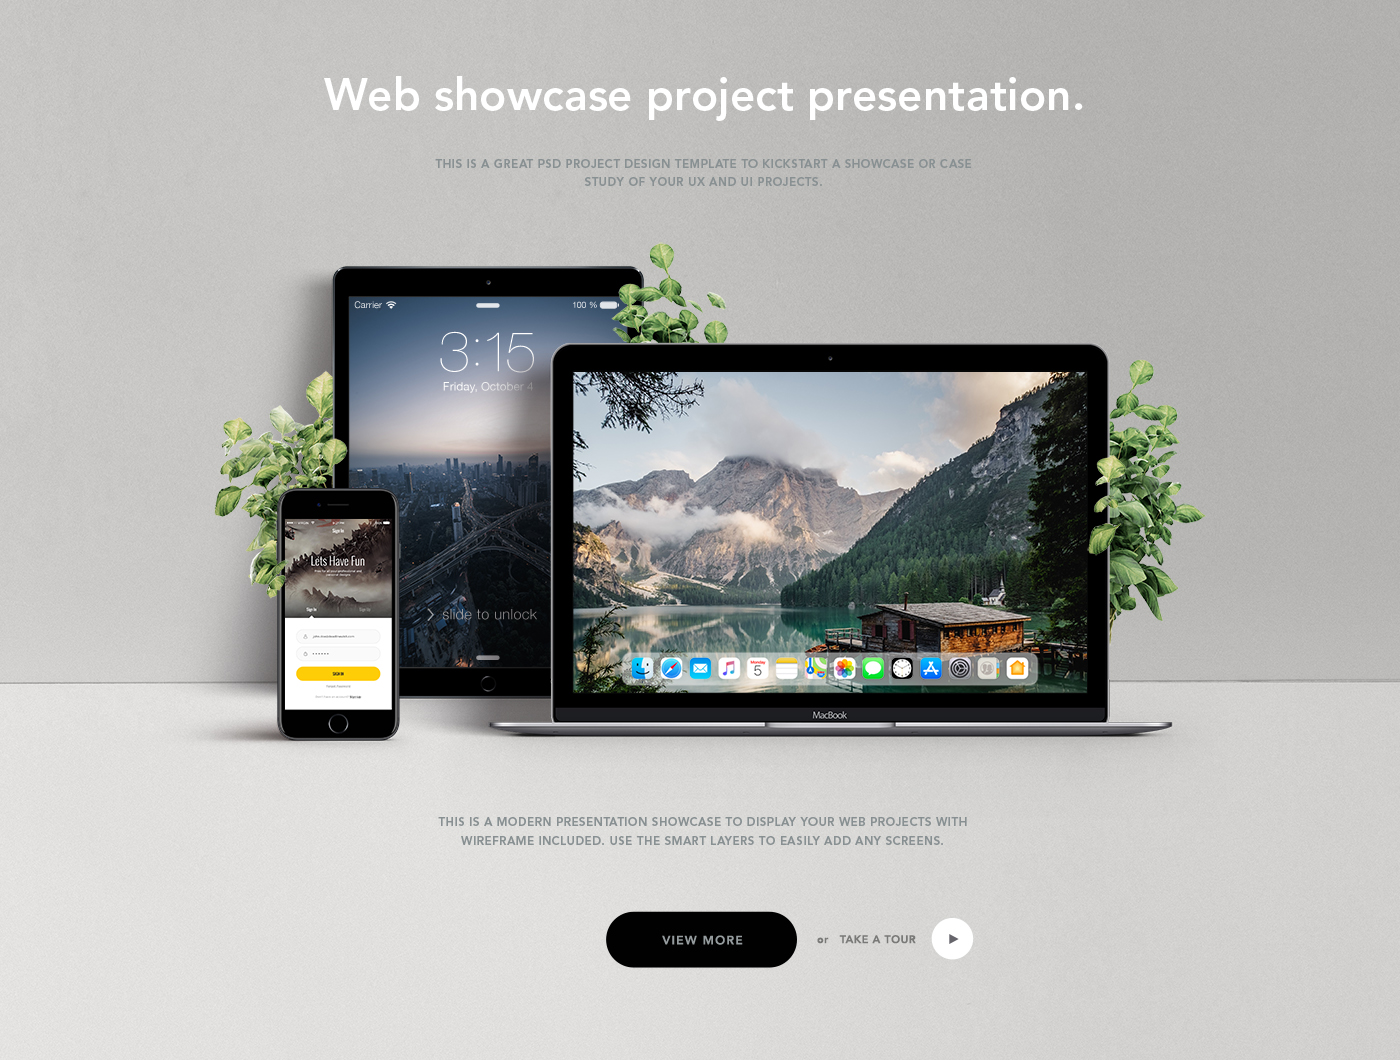 Web showcase project presentation.
THIS IS A GREAT PSD PROJECT DESIGN TEMPLATE TO KICKSTART A SHOWCASE OR CASE
STUDY OF YOUR UX AND UI PROJECTS.
Carrier 100 %
3:15
Friday, October 4
slide to unlock
Sign In
Lets Have Fun
Sign In
SIGN IN
Monday
5
MacBook
THIS IS A MODERN PRESENTATION SHOWCASE TO DISPLAY YOUR WEB PROJECTS WITH
WIREFRAME INCLUDED. USE THE SMART LAYERS TO EASILY ADD ANY SCREENS.
VIEW MORE or TAKE A TOUR